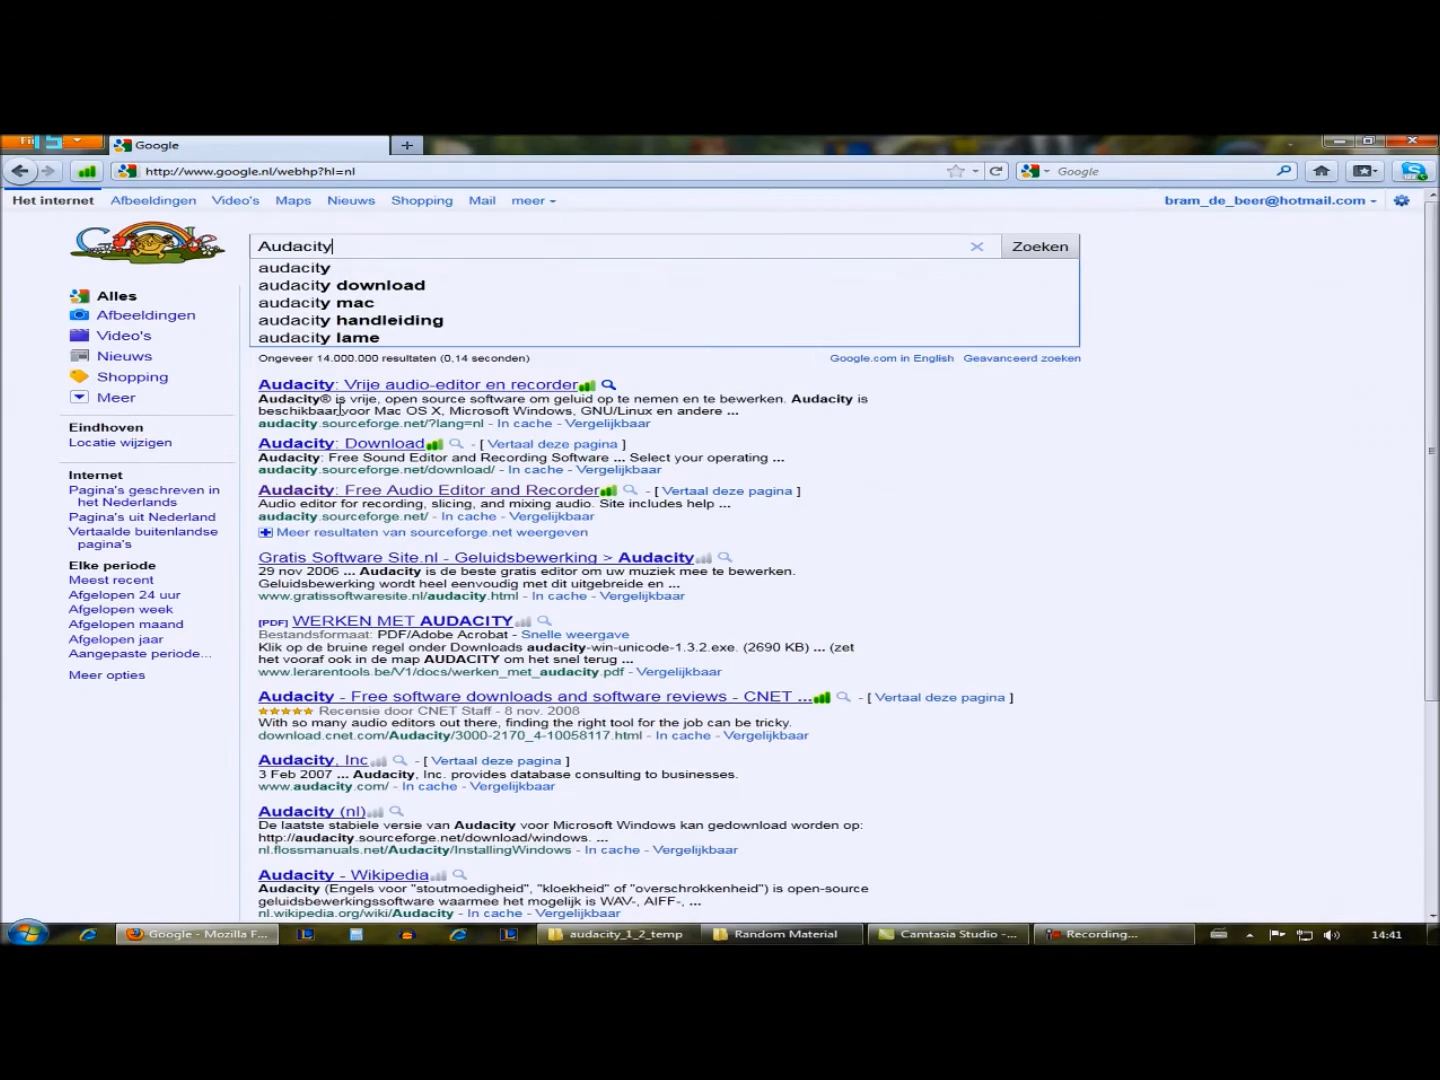 Google
http://www.google.nl/webhp?hl=nl
Google
Het internet Afbeeldingen Video's Maps Nieuws Shopping Mail meer
bram_de_beer@hotmail.com
Audacity
Zoeken
audacity
audacity download
audacity mac
audacity handleiding
audacity lame
Ongeveer 14.000.000 resultaten (0,14 seconden)
Google.com in English Geavanceerd zoeken
Alles
Afbeeldingen
Video's
Nieuws
Shopping
Meer
Eindhoven
Locatie wijzigen
Internet
Pagina's geschreven in
het Nederlands
Pagina's uit Nederland
Vertaalde buitenlandse
pagina's
Elke periode
Meest recent
Afgelopen 24 uur
Afgelopen week
Afgelopen maand
Afgelopen jaar
Aangepaste periode...
Meer opties
Audacity: Vrije audio-editor en recorder
Audacity® is vrije, open source software om geluid op te nemen en te bewerken. Audacity is
beschikbaar voor Mac OS X, Microsoft Windows, GNU/Linux en andere ...
audacity.sourceforge.net/?lang=nl - In cache - Vergelijkbaar
Audacity: Download - [ Vertaal deze pagina ]
Audacity: Free Sound Editor and Recording Software ... Select your operating ...
audacity.sourceforge.net/download/ - In cache - Vergelijkbaar
Audacity: Free Audio Editor and Recorder - [ Vertaal deze pagina ]
Audio editor for recording, slicing, and mixing audio. Site includes help ...
audacity.sourceforge.net/ - In cache - Vergelijkbaar
Meer resultaten van sourceforge.net weergeven
Gratis Software Site.nl - Geluidsbewerking > Audacity
29 nov 2006 ... Audacity is de beste gratis editor om uw muziek mee te bewerken.
Geluidsbewerking wordt heel eenvoudig met dit uitgebreide en ...
www.gratissoftwaresite.nl/audacity.html - In cache - Vergelijkbaar
[PDF] WERKEN MET AUDACITY
Bestandsformaat: PDF/Adobe Acrobat - Snelle weergave
Klik op de bruine regel onder Downloads audacity-win-unicode-1.3.2.exe. (2690 KB) ... (zet
het vooraf ook in de map AUDACITY om het snel terug ...
www.lerarentools.be/V1/docs/werken_met_audacity.pdf - Vergelijkbaar
Audacity - Free software downloads and software reviews - CNET ... - [ Vertaal deze pagina ]
Recensie door CNET Staff - 8 nov. 2008
With so many audio editors out there, finding the right tool for the job can be tricky.
download.cnet.com/Audacity/3000-2170_4-10058117.html - In cache - Vergelijkbaar
Audacity, Inc - [ Vertaal deze pagina ]
3 Feb 2007 ... Audacity, Inc. provides database consulting to businesses.
www.audacity.com/ - In cache - Vergelijkbaar
Audacity (nl)
De laatste stabiele versie van Audacity voor Microsoft Windows kan gedownload worden op:
http://audacity.sourceforge.net/download/windows. ...
nl.flossmanuals.net/Audacity/InstallingWindows - In cache - Vergelijkbaar
Audacity - Wikipedia
Audacity (Engels voor "stoutmoedigheid", "kloekheid" of "overschrokkenheid") is open-source
geluidsbewerkingssoftware waarmee het mogelijk is WAV-, AIFF-, ...
nl.wikipedia.org/wiki/Audacity - In cache - Vergelijkbaar
Google - Mozilla F... audacity_1_2_temp Random Material Camtasia Studio -... Recording... 14:41